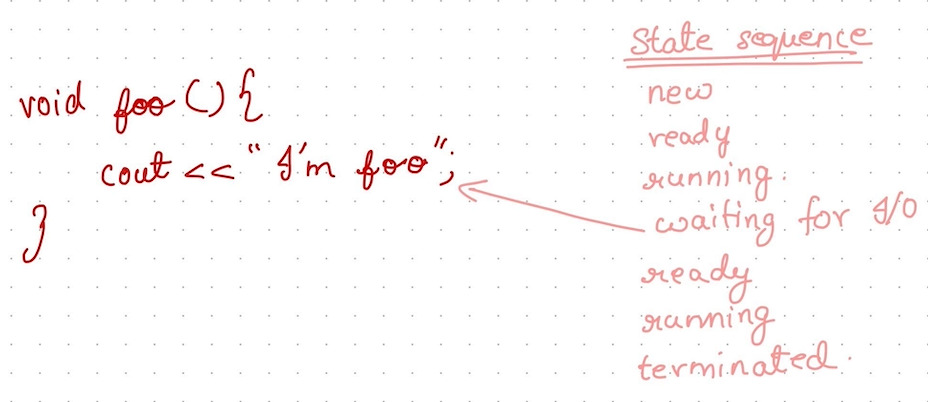 void foo () {
cout << "I'm foo";
}
State sequence
new
ready
running.
waiting for I/O
ready
running
terminated.